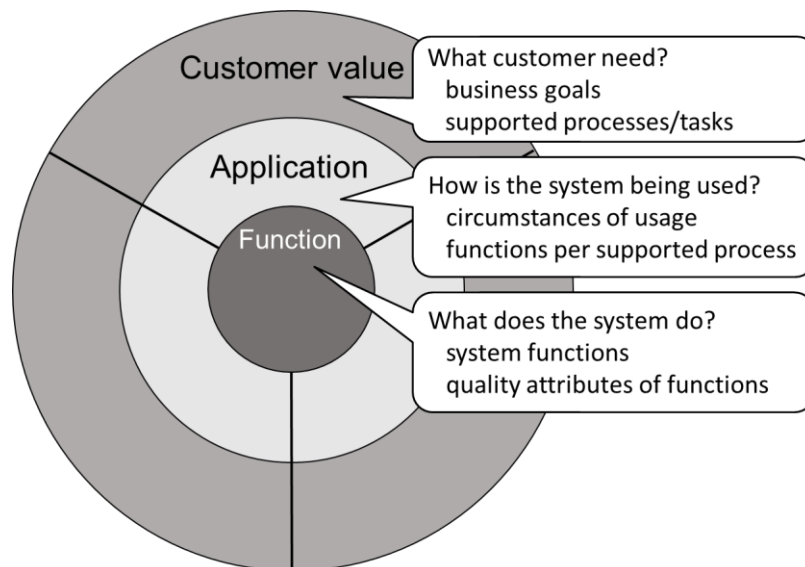 Customer value
What customer need?
business goals
supported processes/tasks
Application
How is the system being used?
circumstances of usage
functions per supported process
Function
What does the system do?
system functions
quality attributes of functions